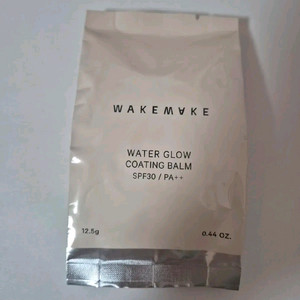 WAKEMAKE
WATER GLOW
COATING BALM
SPF30 / PA++
12.5g 0.44 OZ.